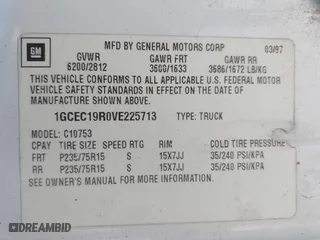 GM
MFD BY GENERAL MOTORS CORP 03/97
GVWR GAWR FRT GAWR RR
6200/2812 3600/1633 3686/1672 LB/KG
THIS VEHICLE CONFORMS TO ALL APPLICABLE U.S. FEDERAL MOTOR
VEHICLE SAFETY STANDARDS IN EFFECT ON THE DATE OF
MANUFACTURE SHOWN ABOVE.
1GCEC19R0VE225713 TYPE: TRUCK
MODEL: C10753
CPAY TIRE SIZE SPEED RTG RIM COLD TIRE PRESSURE
FRT P235/75R15 S 15X7JJ 35/240 PSI/KPA
RR P235/75R15 S 15X7JJ 35/240 PSI/KPA
SEE OWNER'S MANUAL FOR MORE INFORMATION.
© DREAMBID